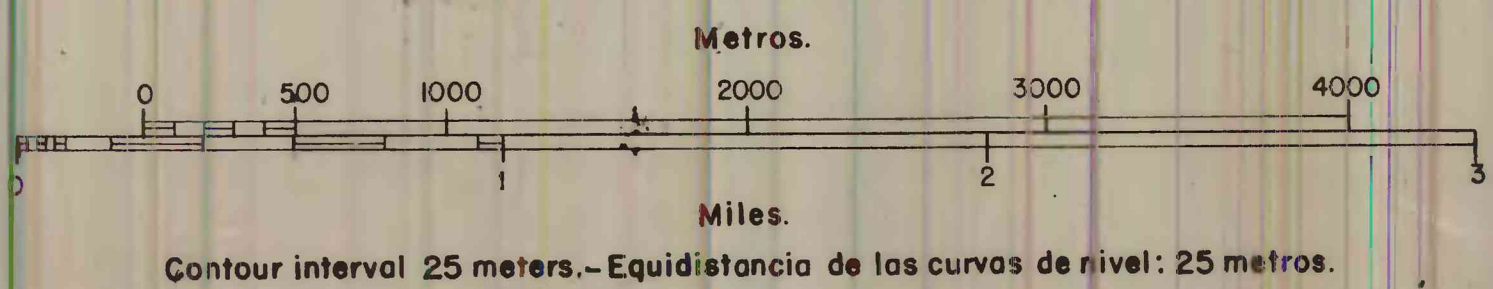 Metros.
0 500 1000 2000 3000 4000
0 1 2 3
Miles.
Contour interval 25 meters.-Equidistancia de las curvas de nivel: 25 metros.